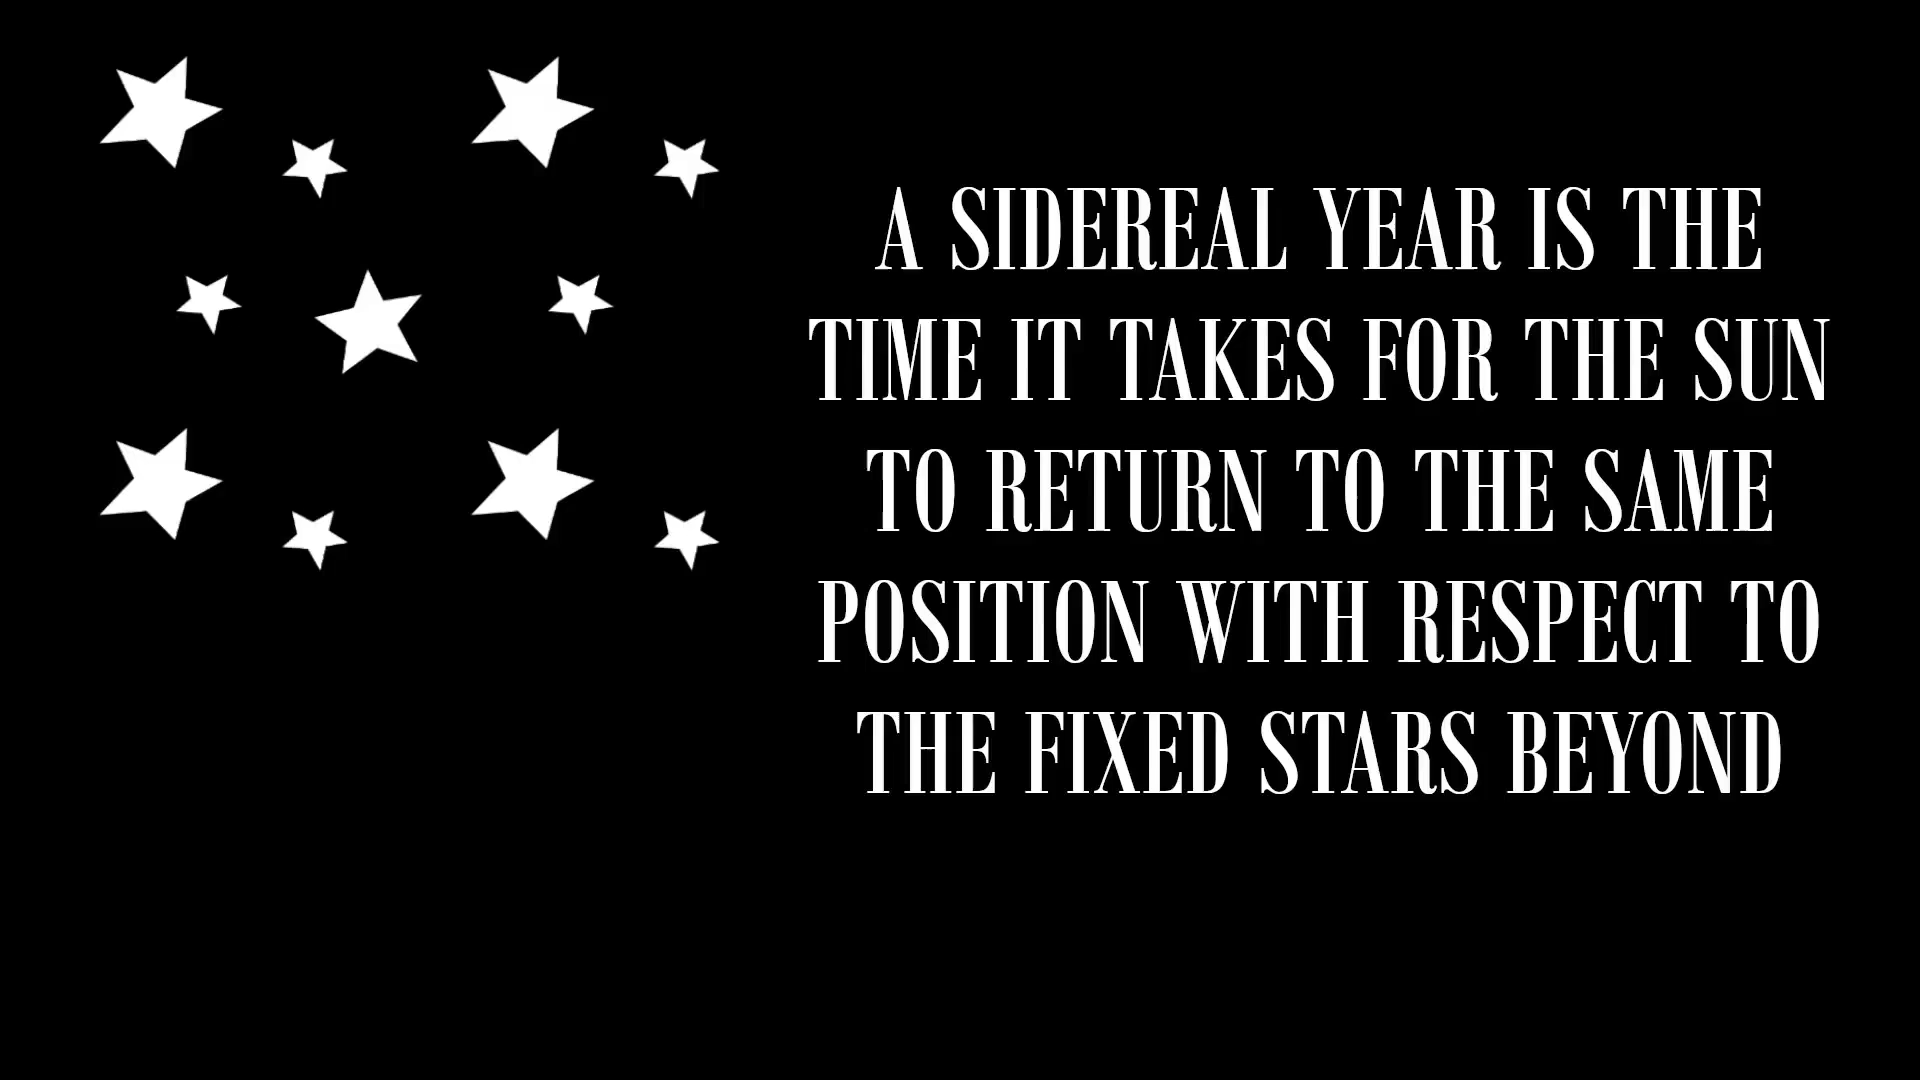 A SIDEREAL YEAR IS THE
TIME IT TAKES FOR THE SUN
TO RETURN TO THE SAME
POSITION WITH RESPECT TO
THE FIXED STARS BEYOND